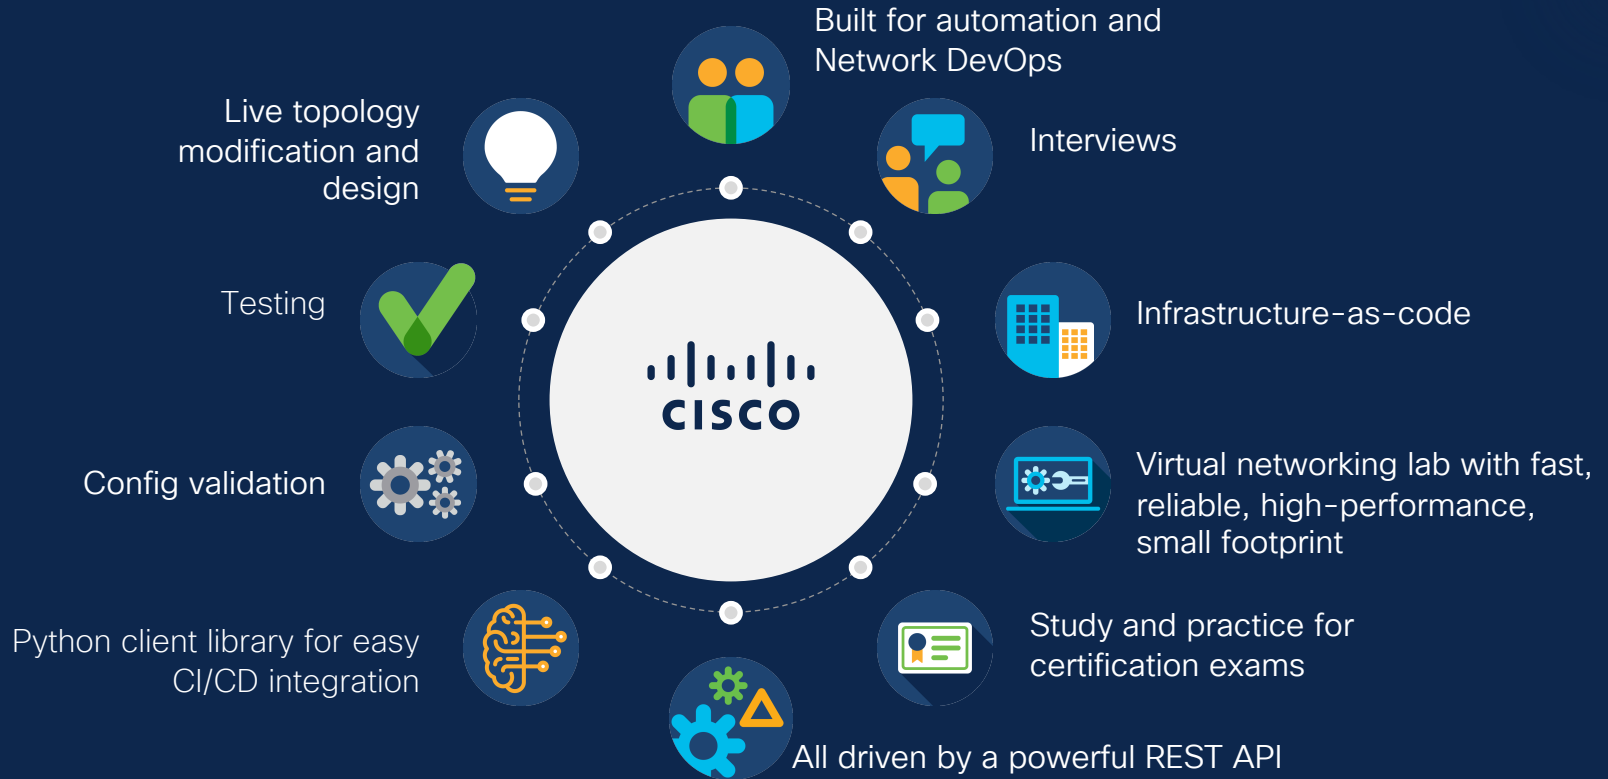 Built for automation and
Network DevOps
Live topology
modification and
design
Interviews
Testing
Infrastructure-as-code
CISCO
Config validation
Virtual networking lab with fast,
reliable, high-performance,
small footprint
Python client library for easy
CI/CD integration
Study and practice for
certification exams
All driven by a powerful REST API